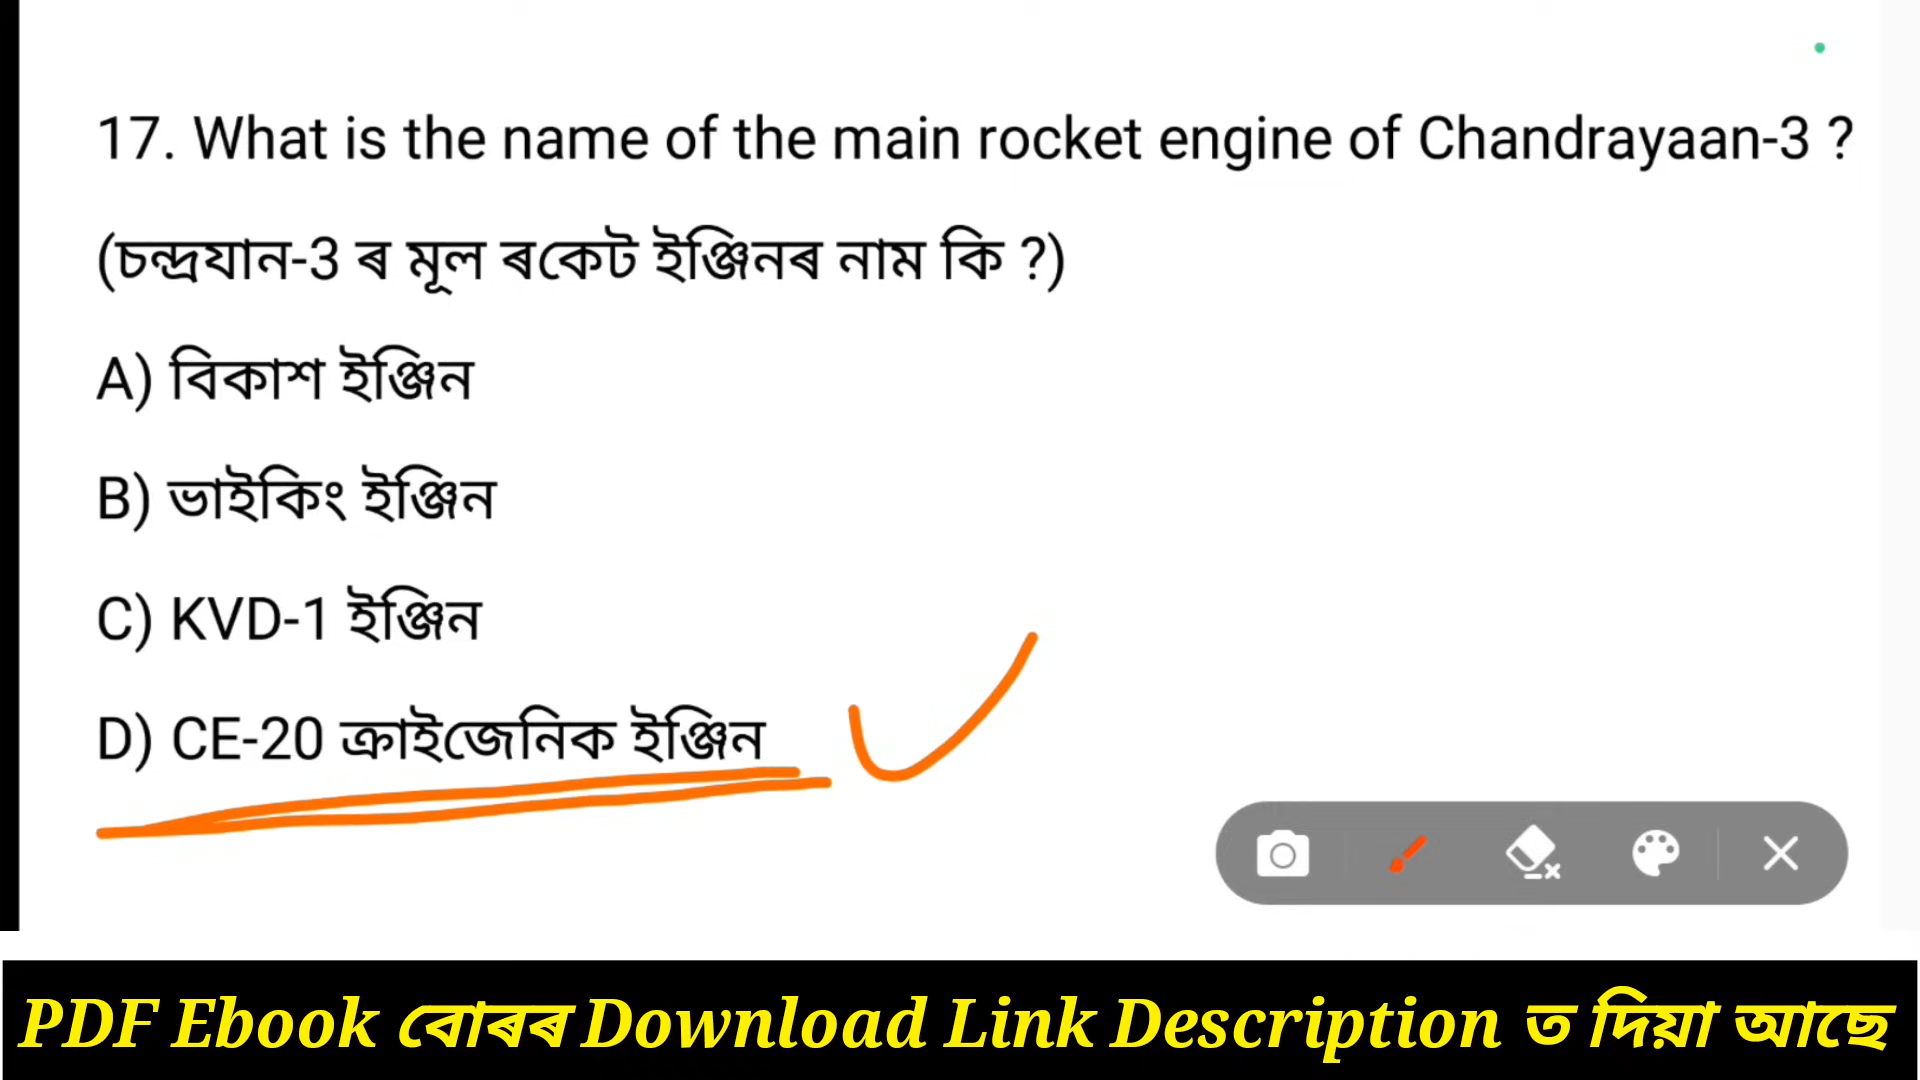 17. What is the name of the main rocket engine of Chandrayaan-3 ?
(চন্দ্ৰযান-3 ৰ মূল ৰকেট ইঞ্জিনৰ নাম কি ?)
A) বিকাশ ইঞ্জিন
B) ভাইকিং ইঞ্জিন
C) KVD-1 ইঞ্জিন
D) CE-20 ক্ৰাইজেনিক ইঞ্জিন
PDF Ebook বোৰৰ Download Link Description ত দিয়া আছে